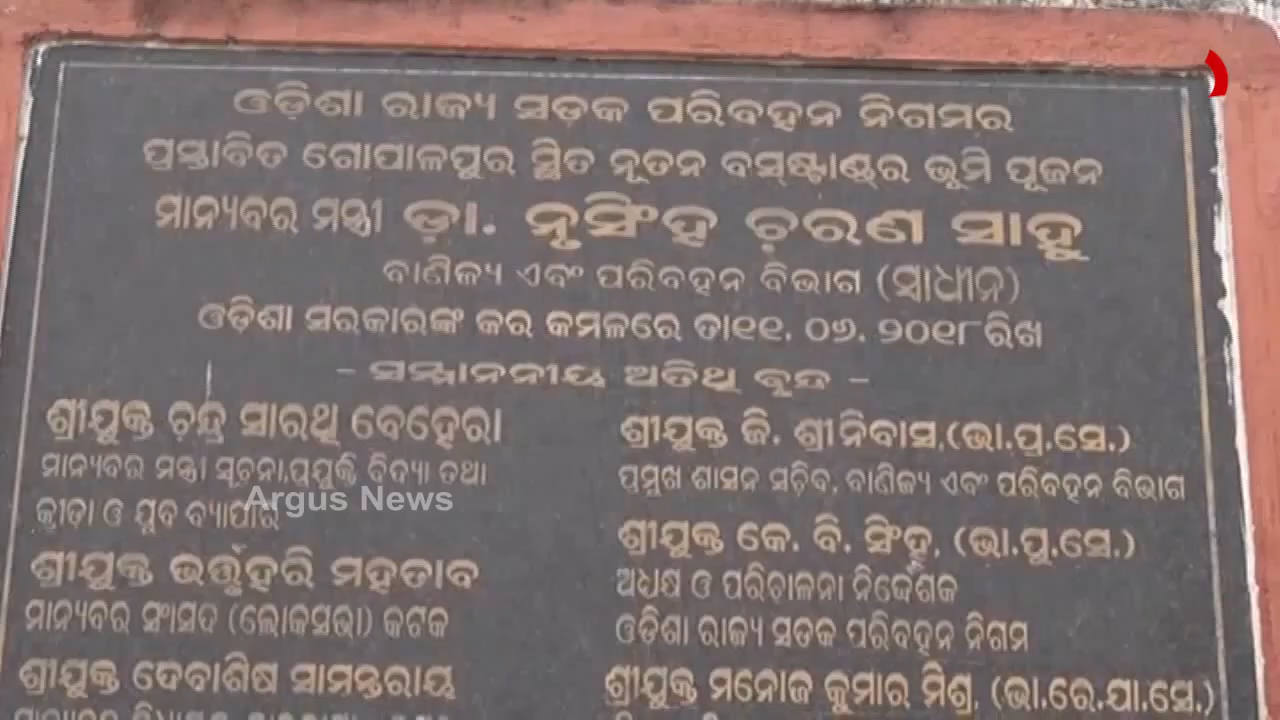 ଓଡ଼ିଶା ରାଜ୍ୟ ସଡକ ପରିବହନ ନିଗମର
ପ୍ରସ୍ତାବିତ ଗୋପାଳପୁର ସ୍ଥିତ ନୂତନ ବସ୍‌ଷ୍ଟାଣ୍ଡ୍‌ର ଭୂମି ପୂଜନ
ମାନ୍ୟବର ମନ୍ତ୍ରୀ ଡ଼ା. ନୃସିଂହ ଚରଣ ସାହୁ
ବାଣିଜ୍ୟ ଏବଂ ପରିବହନ ବିଭାଗ (ସ୍ୱାଧୀନ)
ଓଡ଼ିଶା ସରକାରଙ୍କ କର କମଳରେ ତା୧୧. ୦୬. ୨୦୧୮ରିଖ
- ସମ୍ମାନନୀୟ ଅତିଥି ବୃନ୍ଦ -
ଶ୍ରୀଯୁକ୍ତ ଚନ୍ଦ୍ର ସାରଥି ବେହେରା
ମାନ୍ୟବର ମନ୍ତ୍ରୀ ସୂଚନା,ପ୍ରଯୁକ୍ତି ବିଦ୍ୟା ତଥା
କ୍ରୀଡ଼ା ଓ ଯୁବ ବ୍ୟାପାର
ଶ୍ରୀଯୁକ୍ତ ଭର୍ତ୍ତୃହରି ମହତାବ
ମାନ୍ୟବର ସାଂସଦ (ଲୋକସଭା) କଟକ
ଶ୍ରୀଯୁକ୍ତ ଦେବାଶିଷ ସାମନ୍ତରାୟ
ଶ୍ରୀଯୁକ୍ତ ଜି. ଶ୍ରୀନିବାସ,(ଭା.ପ୍ର.ସେ.)
ପ୍ରମୁଖ ଶାସନ ସଚିବ, ବାଣିଜ୍ୟ ଏବଂ ପରିବହନ ବିଭାଗ
ଶ୍ରୀଯୁକ୍ତ କେ. ବି. ସିଂହ, (ଭା.ପୁ.ସେ.)
ଅଧ୍ୟକ୍ଷ ଓ ପରିଚାଳନା ନିର୍ଦ୍ଦେଶକ
ଓଡ଼ିଶା ରାଜ୍ୟ ସଡକ ପରିବହନ ନିଗମ
ଶ୍ରୀଯୁକ୍ତ ମନୋଜ କୁମାର ମିଶ୍ର, (ଭା.ରେ.ଯା.ସେ.)
Argus News